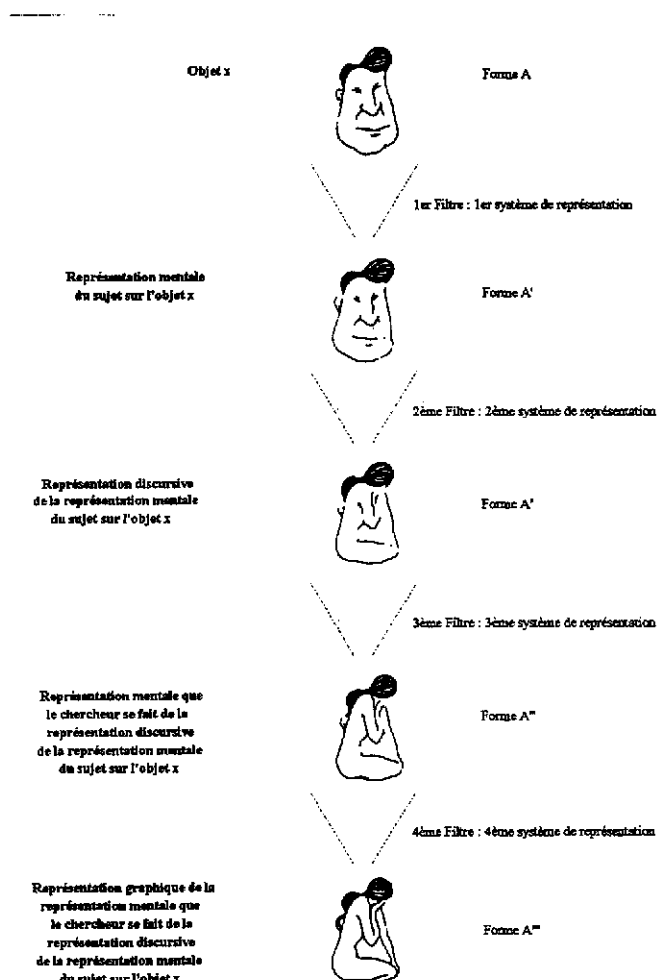 Objet x
Forme A
1er Filtre : 1er système de représentation
Représentation mentale
du sujet sur l'objet x
Forme A'
2ème Filtre : 2ème système de représentation
Représentation discursive
de la représentation mentale
du sujet sur l'objet x
Forme A"
3ème Filtre : 3ème système de représentation
Représentation mentale que
le chercheur se fait de la
représentation discursive
de la représentation mentale
du sujet sur l'objet x
Forme A'''
4ème Filtre : 4ème système de représentation
Représentation graphique de la
représentation mentale que
le chercheur se fait de la
représentation discursive
de la représentation mentale
du sujet sur l'objet x
Forme A''''